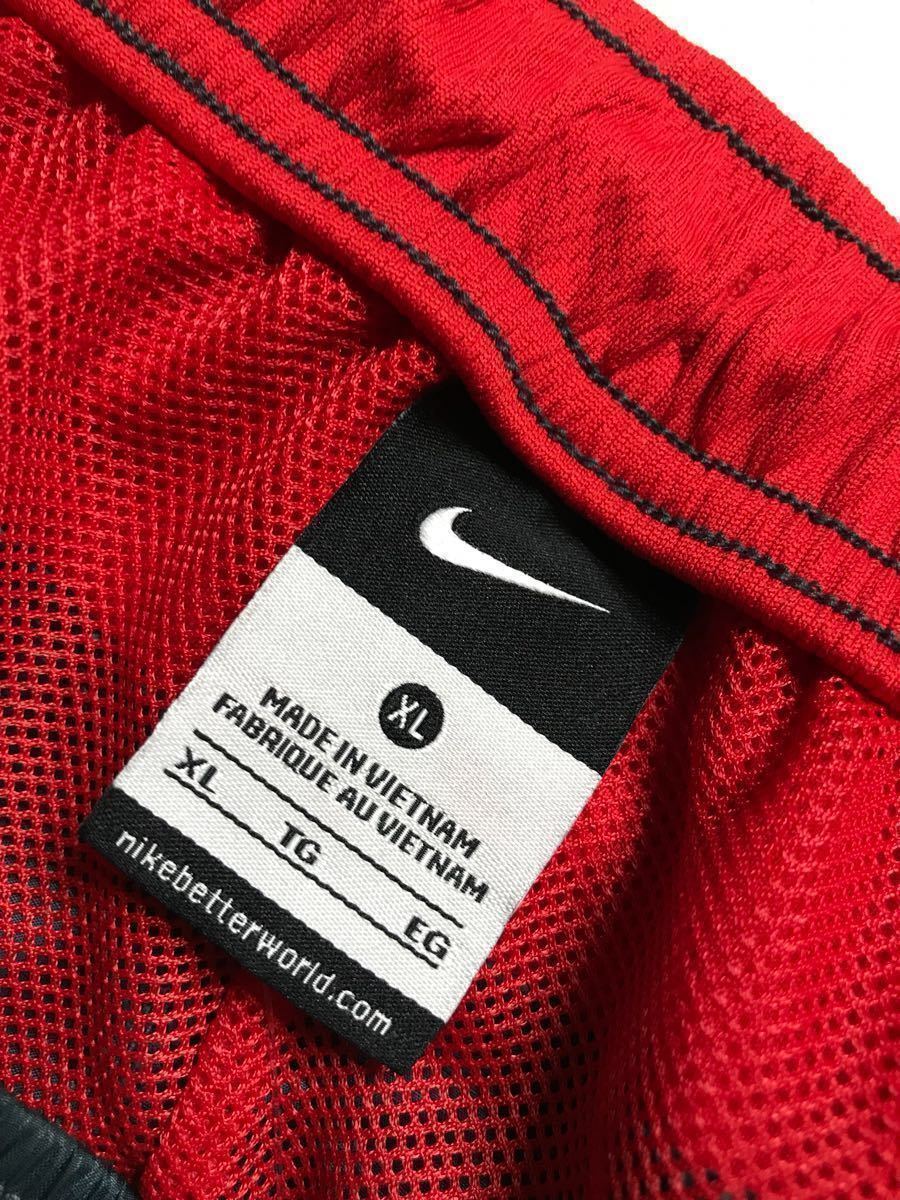 XL
MADE IN VIETNAM
FABRIQUE AU VIETNAM
XL TG EG
nikebetterworld.com